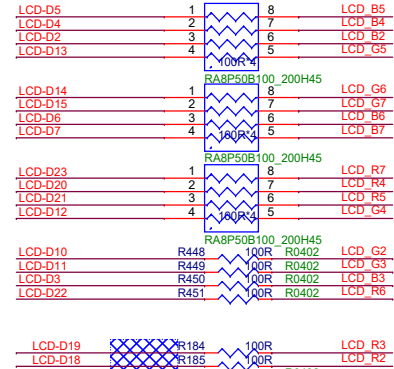 LCD-D5 1 8 LCD_B5
LCD-D4 2 7 LCD_B4
LCD-D2 3 6 LCD_B2
LCD-D13 4 5 LCD_G5
100R*4
RA8P50B100_200H45
LCD-D14 1 8 LCD_G6
LCD-D15 2 7 LCD_G7
LCD-D6 3 6 LCD_B6
LCD-D7 4 5 LCD_B7
100R*4
RA8P50B100_200H45
LCD-D23 1 8 LCD_R7
LCD-D20 2 7 LCD_R4
LCD-D21 3 6 LCD_R5
LCD-D12 4 5 LCD_G4
100R*4
RA8P50B100_200H45
LCD-D10 R448 100R R0402 LCD_G2
LCD-D11 R449 100R R0402 LCD_G3
LCD-D3 R450 100R R0402 LCD_B3
LCD-D22 R451 100R R0402 LCD_R6
LCD-D19 R184 100R LCD_R3
LCD-D18 R185 100R LCD_R2